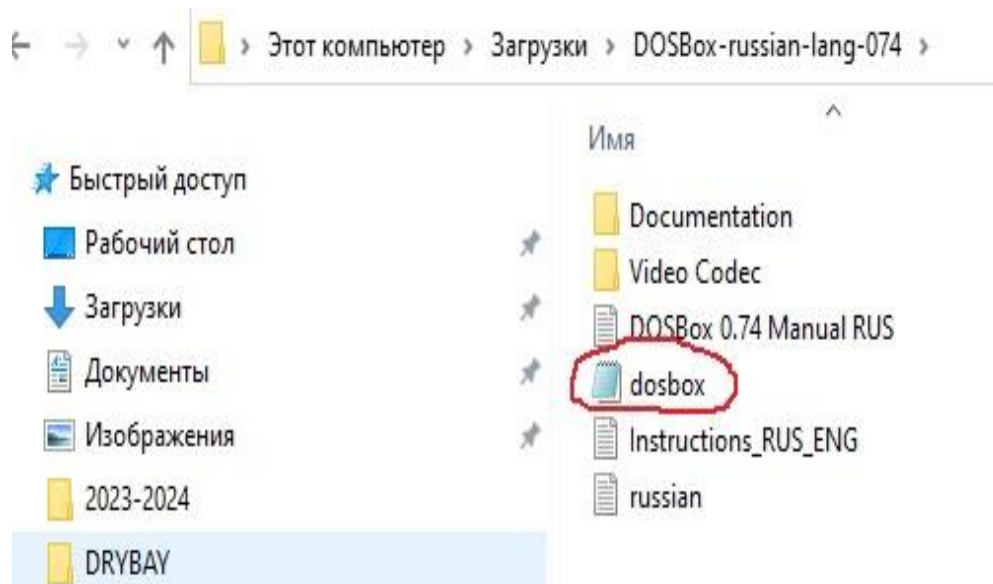 Этот компьютер > Загрузки > DOSBox-russian-lang-074 >
Имя
Быстрый доступ
Рабочий стол
Загрузки
Документы
Изображения
2023-2024
DRYBAY
Documentation
Video Codec
DOSBox 0.74 Manual RUS
dosbox
Instructions_RUS_ENG
russian